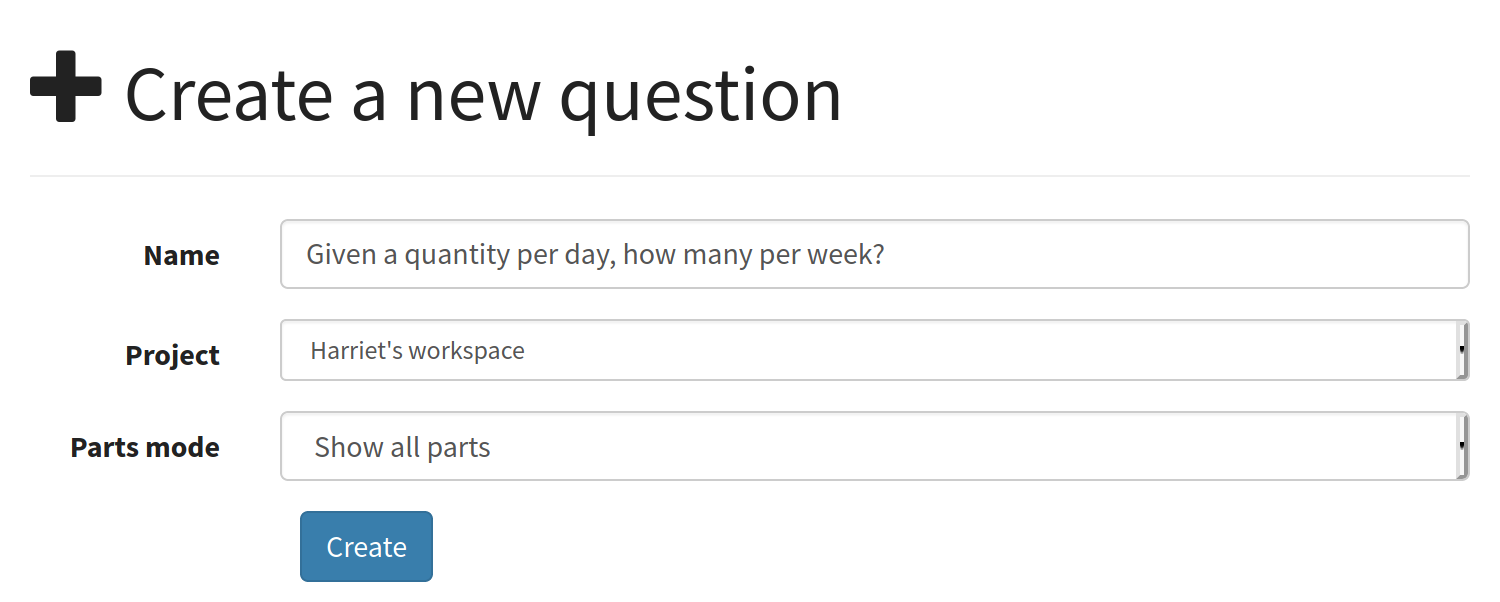 Create a new question
Name
Given a quantity per day, how many per week?
Project
Harriet's workspace
Parts mode
Show all parts
Create